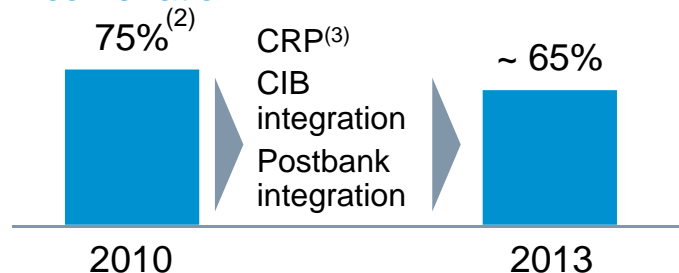 75%(2)
CRP(3)
~ 65%
CIB
integration
Postbank
integration
2010
2013